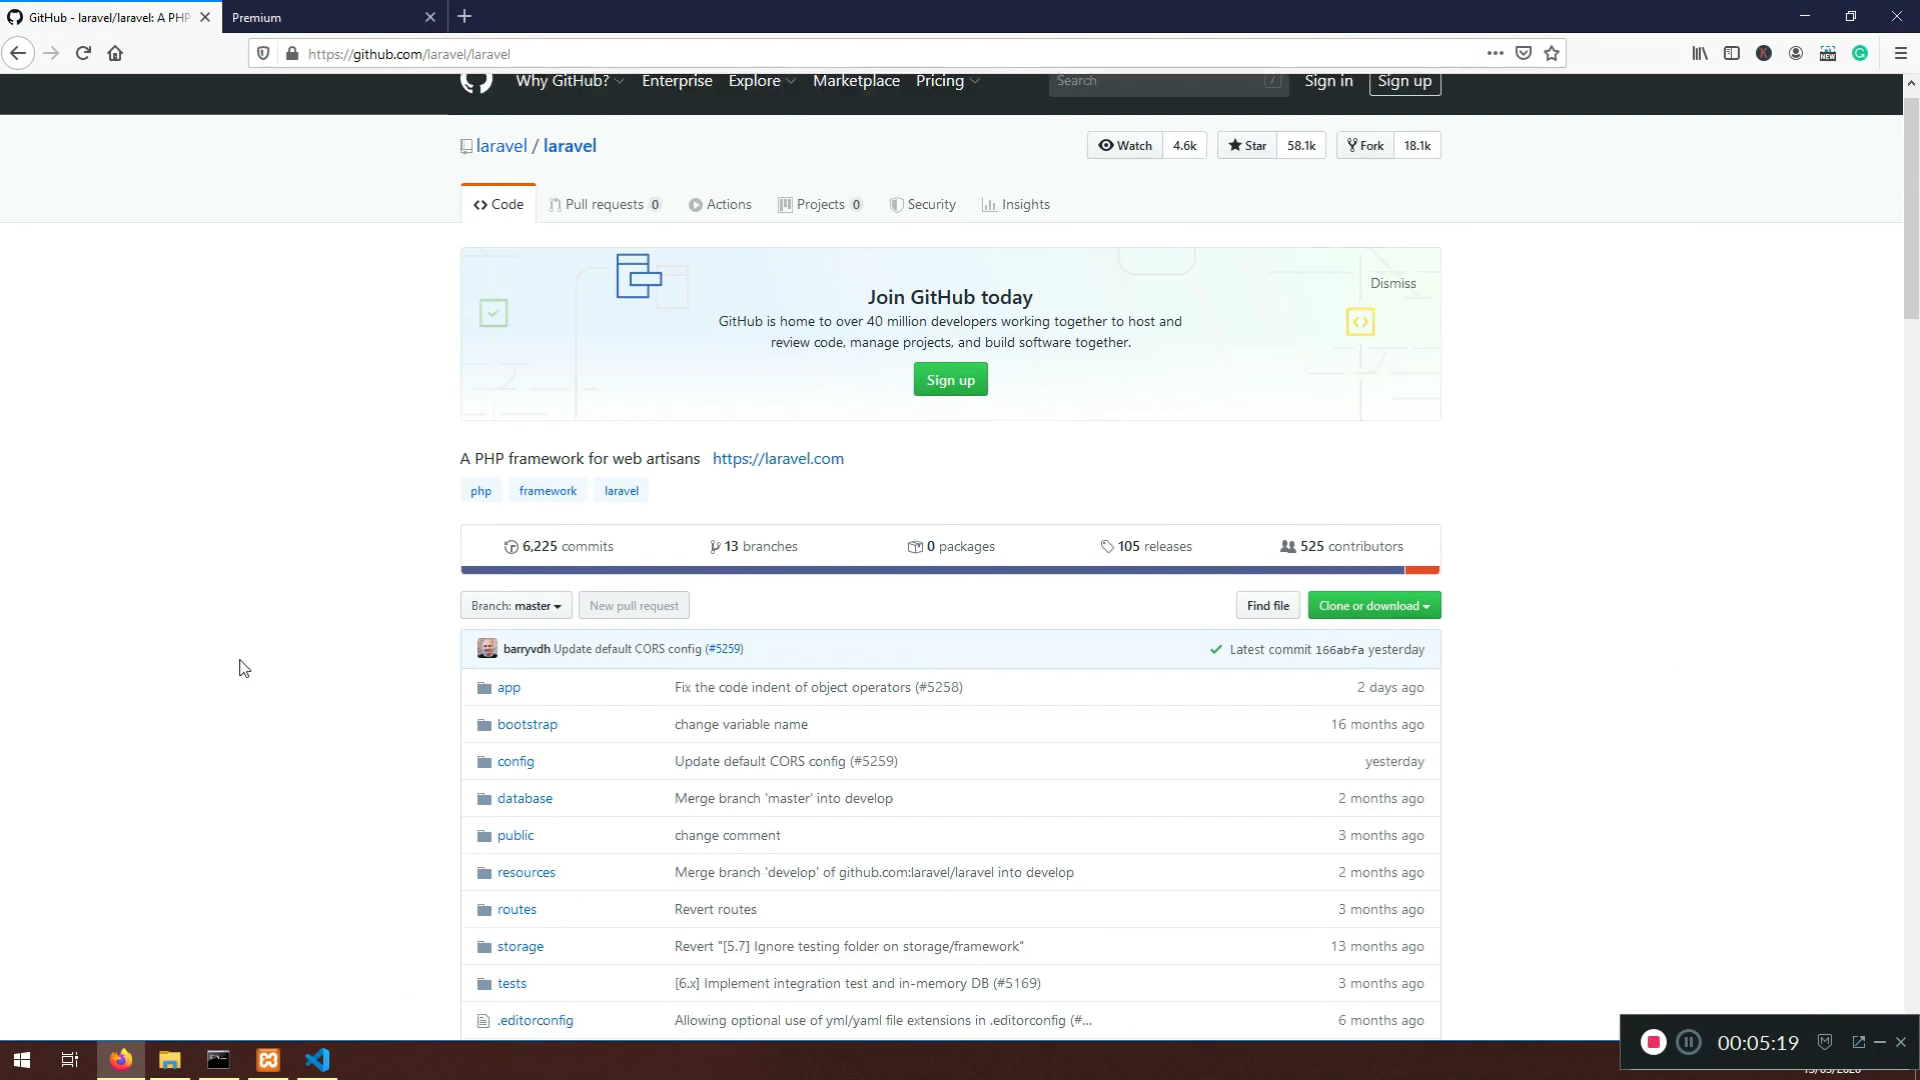 GitHub - laravel/laravel: A PHP
Premium
https://github.com/laravel/laravel
Why GitHub? Enterprise Explore Marketplace Pricing Search / Sign in Sign up
laravel / laravel
Watch 4.6k Star 58.1k Fork 18.1k
Code Pull requests 0 Actions Projects 0 Security Insights
Dismiss
Join GitHub today
GitHub is home to over 40 million developers working together to host and
review code, manage projects, and build software together.
Sign up
A PHP framework for web artisans https://laravel.com
php framework laravel
6,225 commits 13 branches 0 packages 105 releases 525 contributors
Branch: master New pull request Find file Clone or download
barryvdh Update default CORS config (#5259) Latest commit 166abfa yesterday
app Fix the code indent of object operators (#5258) 2 days ago
bootstrap change variable name 16 months ago
config Update default CORS config (#5259) yesterday
database Merge branch 'master' into develop 2 months ago
public change comment 3 months ago
resources Merge branch 'develop' of github.com:laravel/laravel into develop 2 months ago
routes Revert routes 3 months ago
storage Revert "[5.7] Ignore testing folder on storage/framework" 13 months ago
tests [6.x] Implement integration test and in-memory DB (#5169) 3 months ago
.editorconfig Allowing optional use of yml/yaml file extensions in .editorconfig (#... 6 months ago
00:05:19